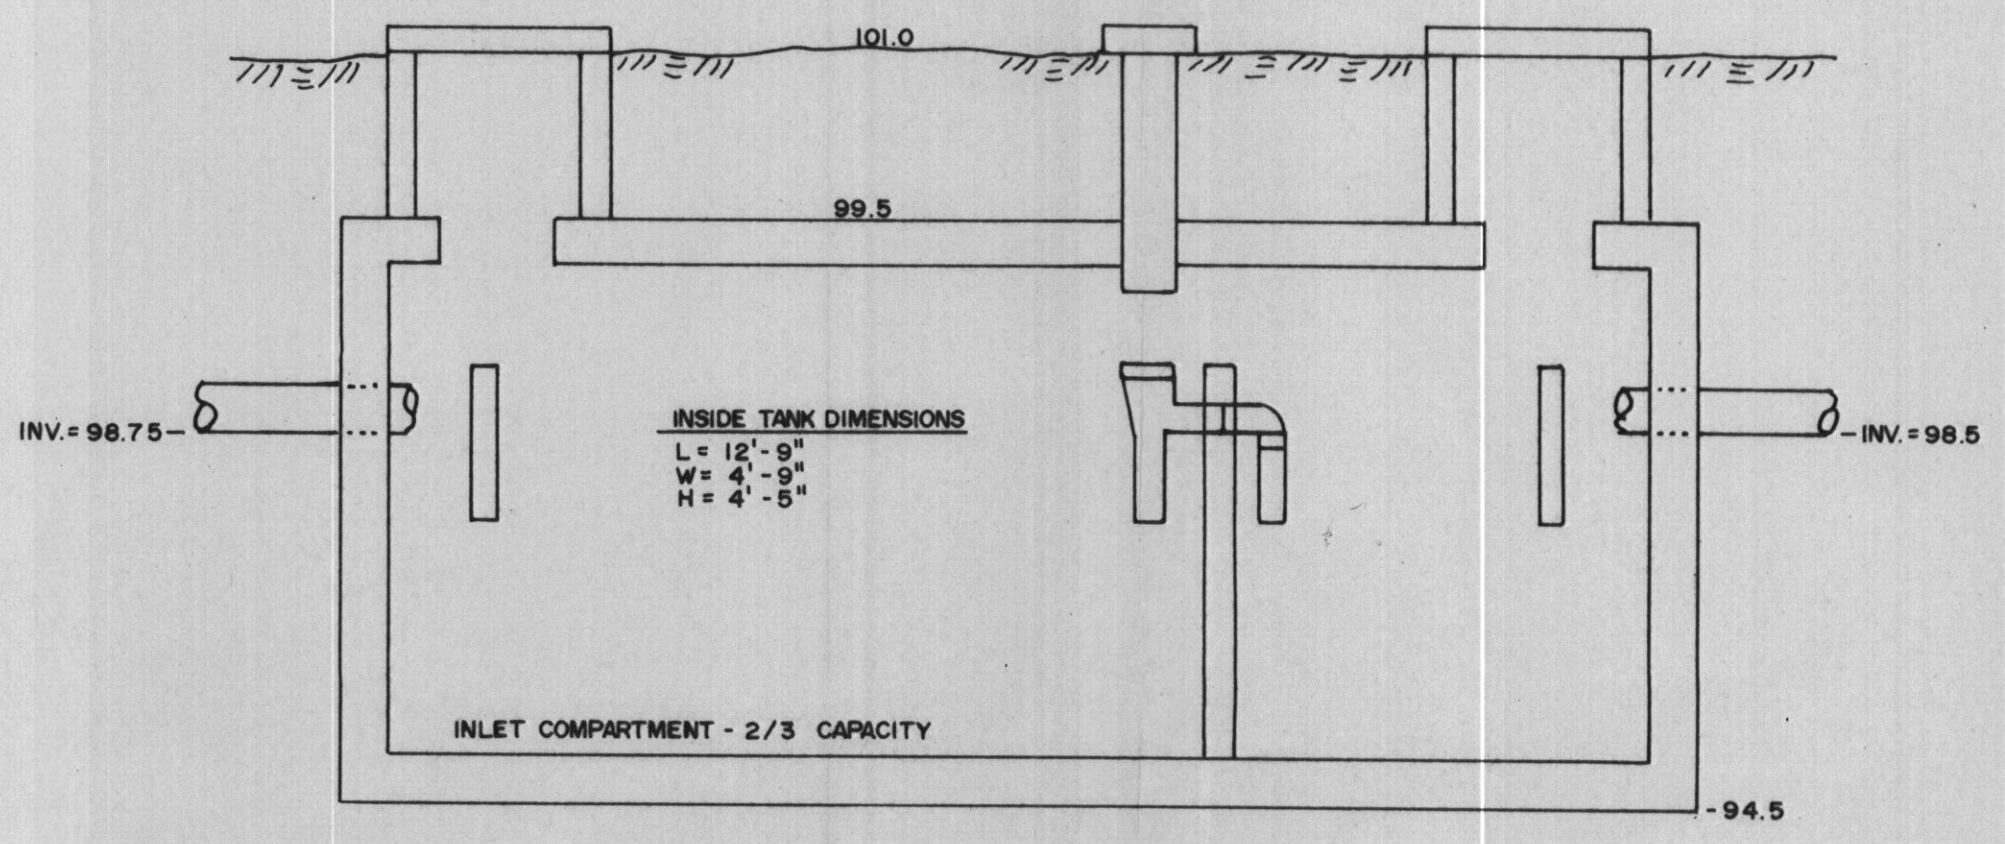 101.0
99.5
INV.= 98.75-
INSIDE TANK DIMENSIONS
L = 12'-9"
W= 4'-9"
H = 4'-5"
-INV.= 98.5
INLET COMPARTMENT - 2/3 CAPACITY
-94.5